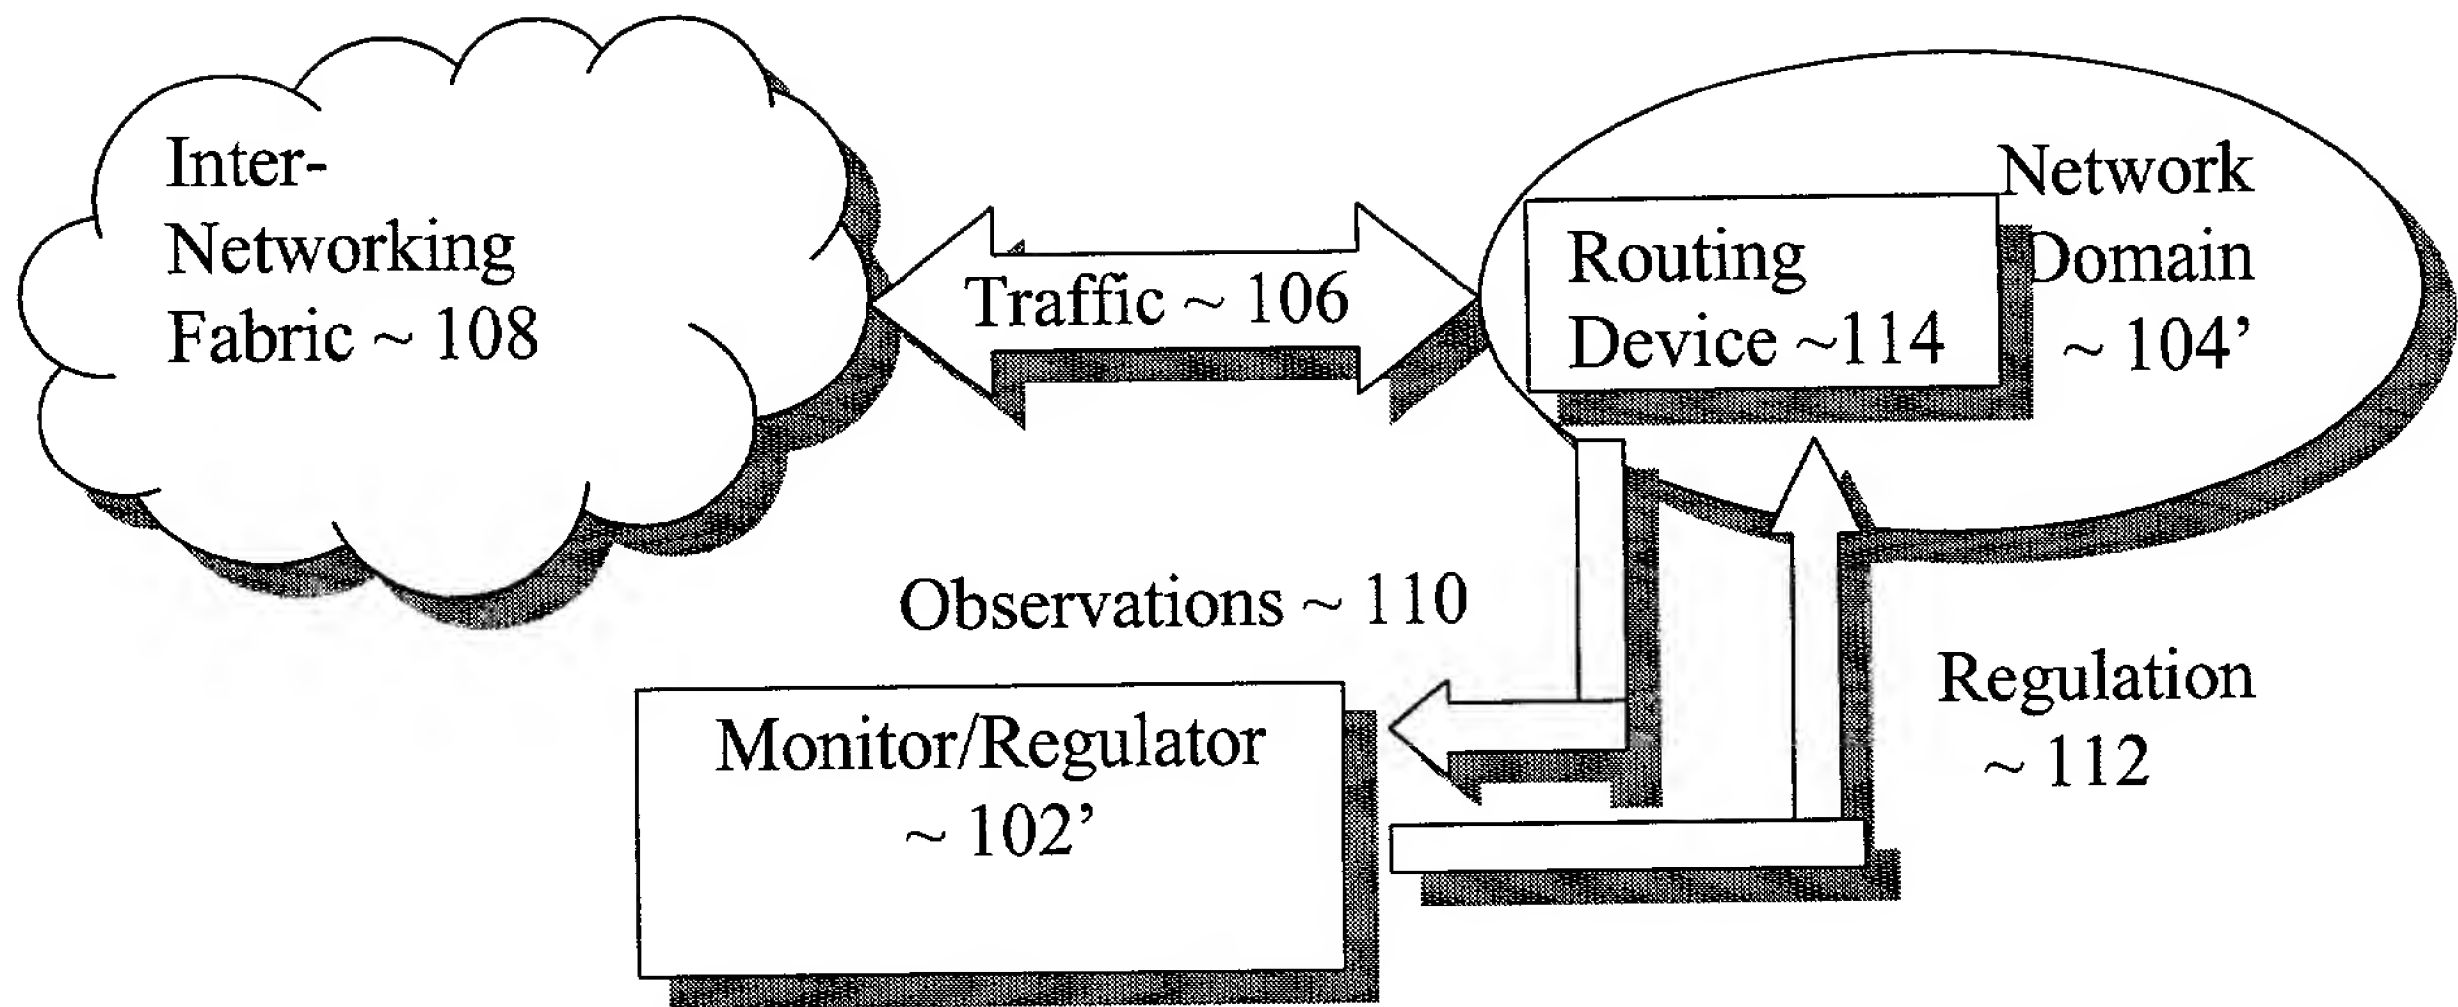 Inter-
Networking
Fabric ~ 108
Traffic ~ 106
Routing
Device ~114
Network
Domain
~ 104’
Observations ~ 110
Monitor/Regulator
~ 102’
Regulation
~ 112